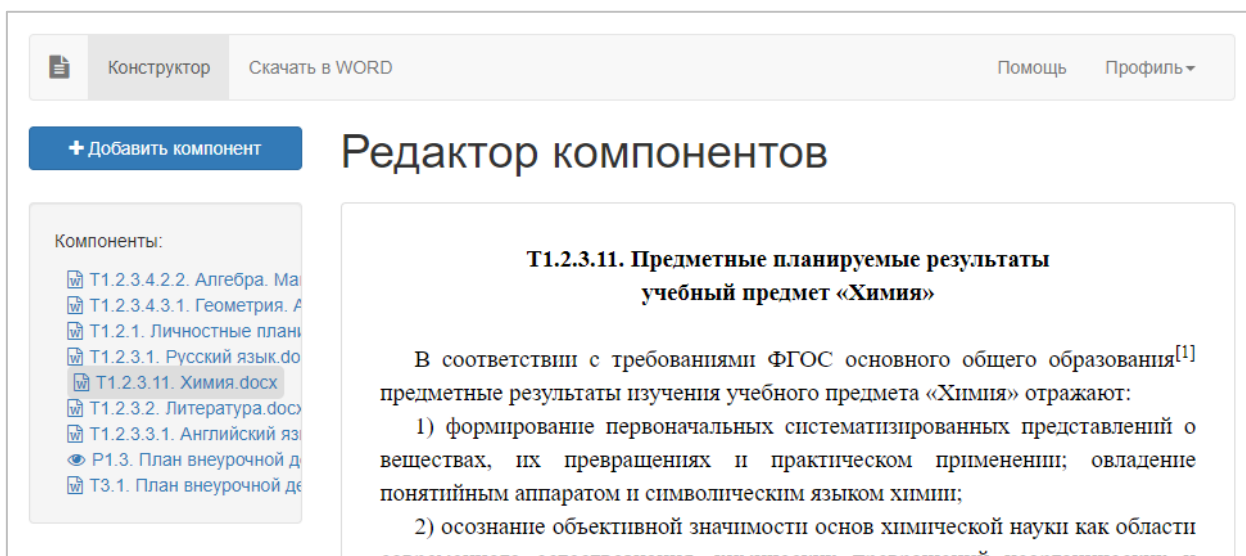 Конструктор Скачать в WORD Помощь Профиль
Добавить компонент
Редактор компонентов
Компоненты:
Т1.2.3.4.2.2. Алгебра. Ма
Т1.2.3.4.3.1. Геометрия. А
Т1.2.1. Личностные плани
Т1.2.3.1. Русский язык.do
Т1.2.3.11. Химия.docx
Т1.2.3.2. Литература.docx
Т1.2.3.3.1. Английский яз
Р1.3. План внеурочной д
Т3.1. План внеурочной де
Т1.2.3.11. Предметные планируемые результаты
учебный предмет «Химия»
В соответствии с требованиями ФГОС основного общего образования[1]
предметные результаты изучения учебного предмета «Химия» отражают:
1) формирование первоначальных систематизированных представлений о
веществах, их превращениях и практическом применении; овладение
понятийным аппаратом и символическим языком химии;
2) осознание объективной значимости основ химической науки как области